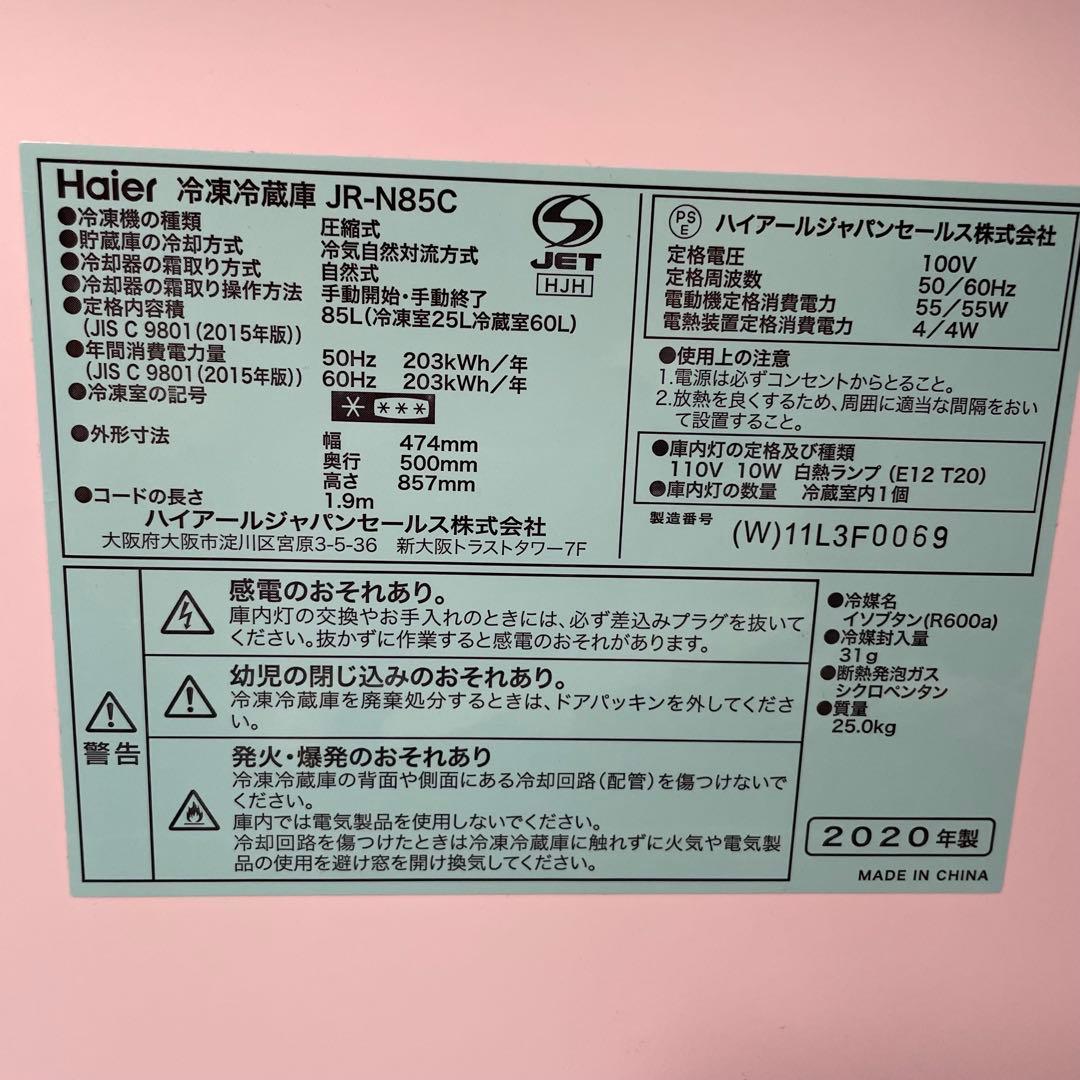 Haier 冷凍冷蔵庫 JR-N85C
●冷凍機の種類 圧縮式
●貯蔵庫の冷却方式 冷気自然対流方式
●冷却器の霜取り方式 自然式
●冷却器の霜取り操作方法 手動開始・手動終了
●定格内容積 85L(冷凍室25L冷蔵室60L)
(JIS C 9801(2015年版))
●年間消費電力量 50Hz 203kWh/年
(JIS C 9801(2015年版)) 60Hz 203kWh/年
●冷凍室の記号 * ***
●外形寸法 幅 474mm
奥行 500mm
高さ 857mm
●コードの長さ 1.9m
ハイアールジャパンセールス株式会社
大阪府大阪市淀川区宮原3-5-36 新大阪トラストタワー7F
JET
HJH
PSE ハイアールジャパンセールス株式会社
定格電圧 100V
定格周波数 50/60Hz
電動機定格消費電力 55/55W
電熱装置定格消費電力 4/4W
●使用上の注意
1.電源は必ずコンセントからとること。
2.放熱を良くするため、周囲に適当な間隔をおい
て設置すること。
●庫内灯の定格及び種類
110V 10W 白熱ランプ (E12 T20)
●庫内灯の数量 冷蔵室内1個
製造番号 (W)11L3F0069
警告
感電のおそれあり。
庫内灯の交換やお手入れのときには、必ず差込みプラグを抜いて
ください。抜かずに作業すると感電のおそれがあります。
幼児の閉じ込みのおそれあり。
冷凍冷蔵庫を廃棄処分するときは、ドアパッキンを外してくださ
い。
発火・爆発のおそれあり
冷凍冷蔵庫の背面や側面にある冷却回路(配管)を傷つけないで
ください。
庫内では電気製品を使用しないでください。
冷却回路を傷つけたときは冷凍冷蔵庫に触れずに火気や電気製
品の使用を避け窓を開け換気してください。
●冷媒名
イソブタン(R600a)
●冷媒封入量
31g
●断熱発泡ガス
シクロペンタン
●質量
25.0kg
2020年製
MADE IN CHINA